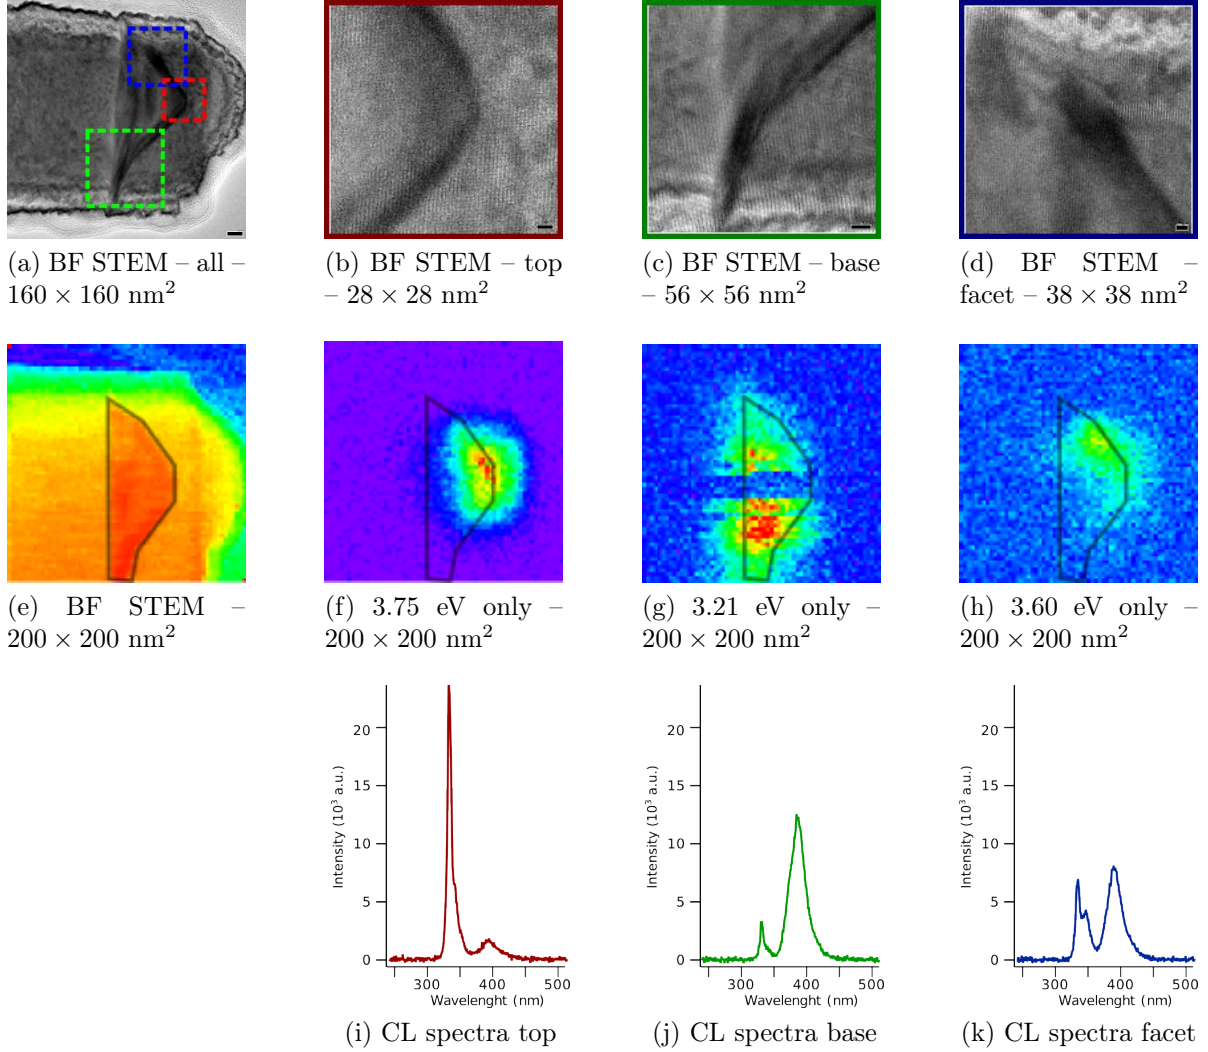 (a) BF STEM – all –
160 × 160 nm²
(b) BF STEM – top
– 28 × 28 nm²
(c) BF STEM – base
– 56 × 56 nm²
(d) BF STEM –
facet – 38 × 38 nm²
(e) BF STEM –
200 × 200 nm²
(f) 3.75 eV only –
200 × 200 nm²
(g) 3.21 eV only –
200 × 200 nm²
(h) 3.60 eV only –
200 × 200 nm²
Intensity (10³ a.u.)
20
15
10
5
0
300
400
500
Wavelenght (nm)
(i) CL spectra top
Intensity (10³ a.u.)
20
15
10
5
0
300
400
500
Wavelenght (nm)
(j) CL spectra base
Intensity (10³ a.u.)
20
15
10
5
0
300
400
500
Wavelenght (nm)
(k) CL spectra facet